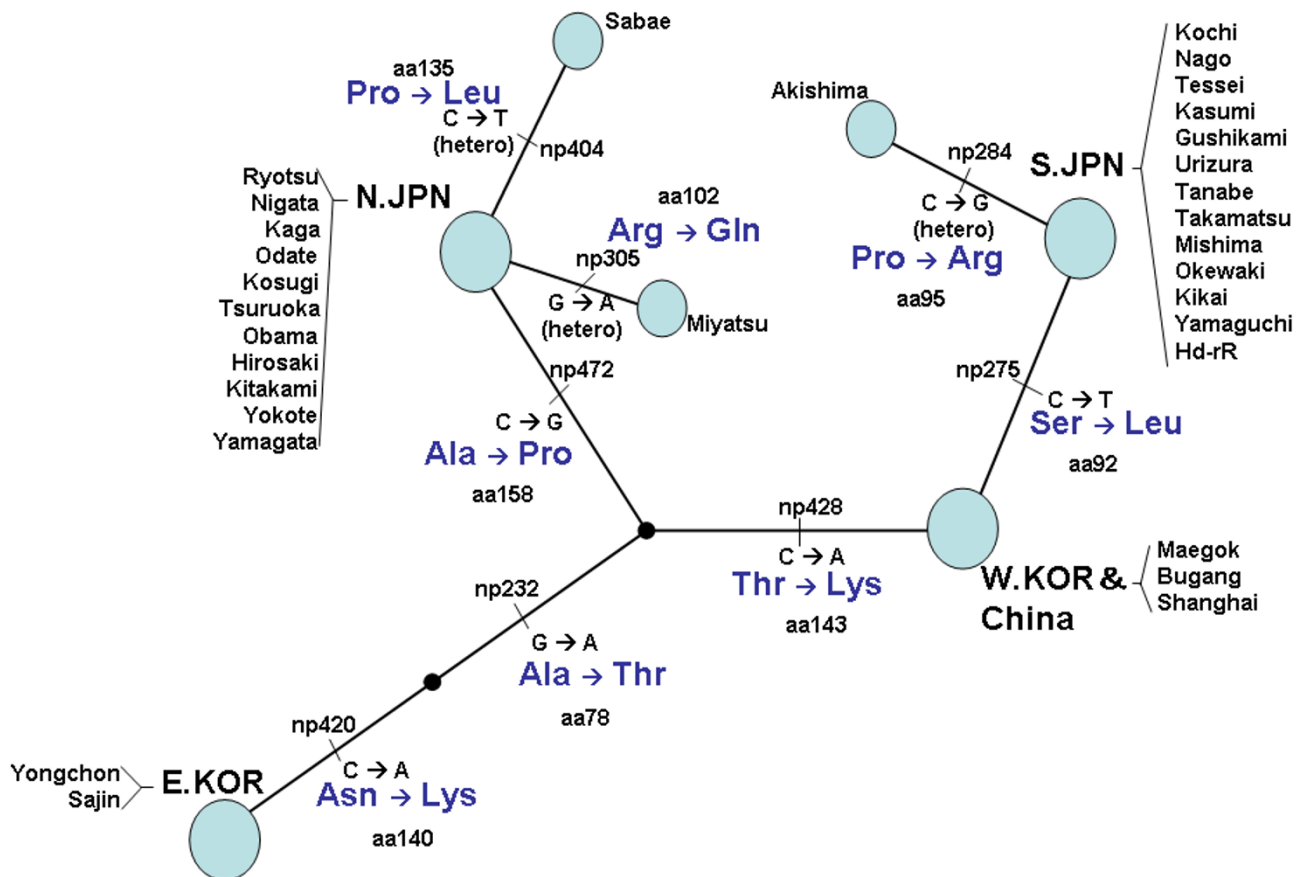 Sabae
aa135
Pro → Leu
C → T
(hetero)
np404
Ryotsu
Nigata
Kaga
Odate
Kosugi
Tsuruoka
Obama
Hirosaki
Kitakami
Yokote
Yamagata
N.JPN
aa102
Arg → Gln
np305
G → A
(hetero)
Miyatsu
np472
C → G
Ala → Pro
aa158
Akishima
np284
C → G
(hetero)
Pro → Arg
aa95
S.JPN
Kochi
Nago
Tessei
Kasumi
Gushikami
Urizura
Tanabe
Takamatsu
Mishima
Okewaki
Kikai
Yamaguchi
Hd-rR
np275
C → T
Ser → Leu
aa92
np428
C → A
Thr → Lys
aa143
W.KOR &
China
Maegok
Bugang
Shanghai
np232
G → A
Ala → Thr
aa78
np420
C → A
Asn → Lys
aa140
Yongchon
Sajin
E.KOR